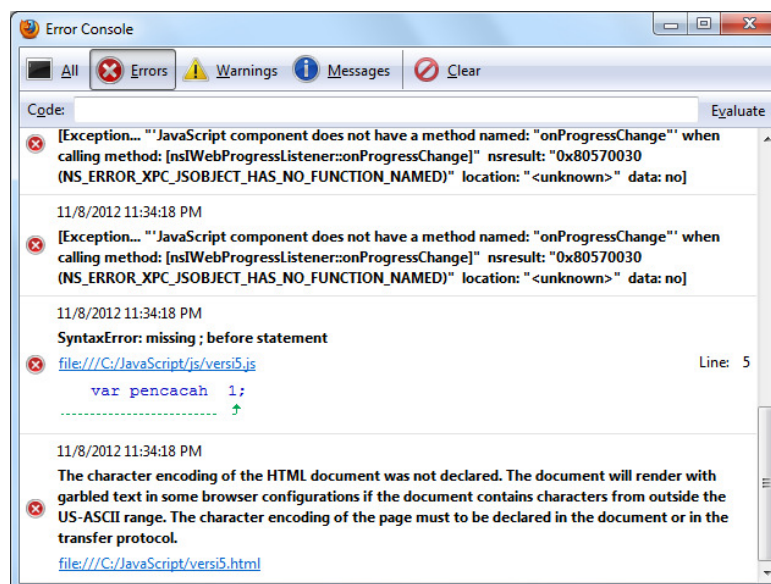 Error Console
All Errors Warnings Messages Clear
Code: Evaluate
[Exception... "'JavaScript component does not have a method named: "onProgressChange"' when
calling method: [nsIWebProgressListener::onProgressChange]" nsresult: "0x80570030
(NS_ERROR_XPC_JSOBJECT_HAS_NO_FUNCTION_NAMED)" location: "<unknown>" data: no]
11/8/2012 11:34:18 PM
[Exception... "'JavaScript component does not have a method named: "onProgressChange"' when
calling method: [nsIWebProgressListener::onProgressChange]" nsresult: "0x80570030
(NS_ERROR_XPC_JSOBJECT_HAS_NO_FUNCTION_NAMED)" location: "<unknown>" data: no]
11/8/2012 11:34:18 PM
SyntaxError: missing ; before statement
file:///C:/JavaScript/js/versi5.js Line: 5
var pencacah 1;
11/8/2012 11:34:18 PM
The character encoding of the HTML document was not declared. The document will render with
garbled text in some browser configurations if the document contains characters from outside the
US-ASCII range. The character encoding of the page must to be declared in the document or in the
transfer protocol.
file:///C:/JavaScript/versi5.html